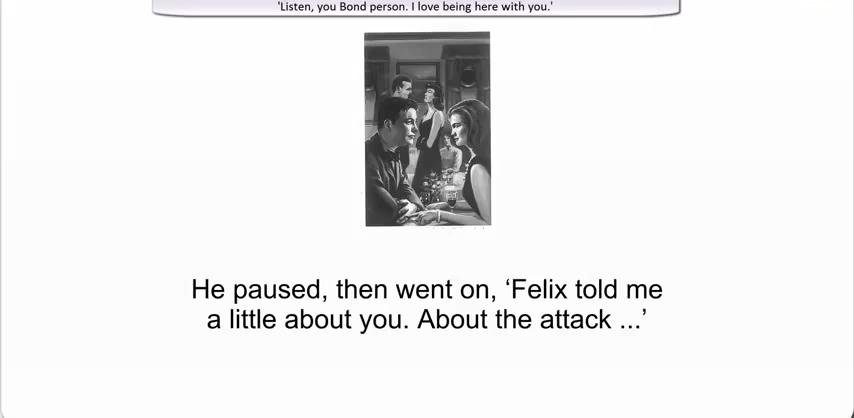 'Listen, you Bond person. I love being here with you.'
He paused, then went on, ‘Felix told me
a little about you. About the attack ...’